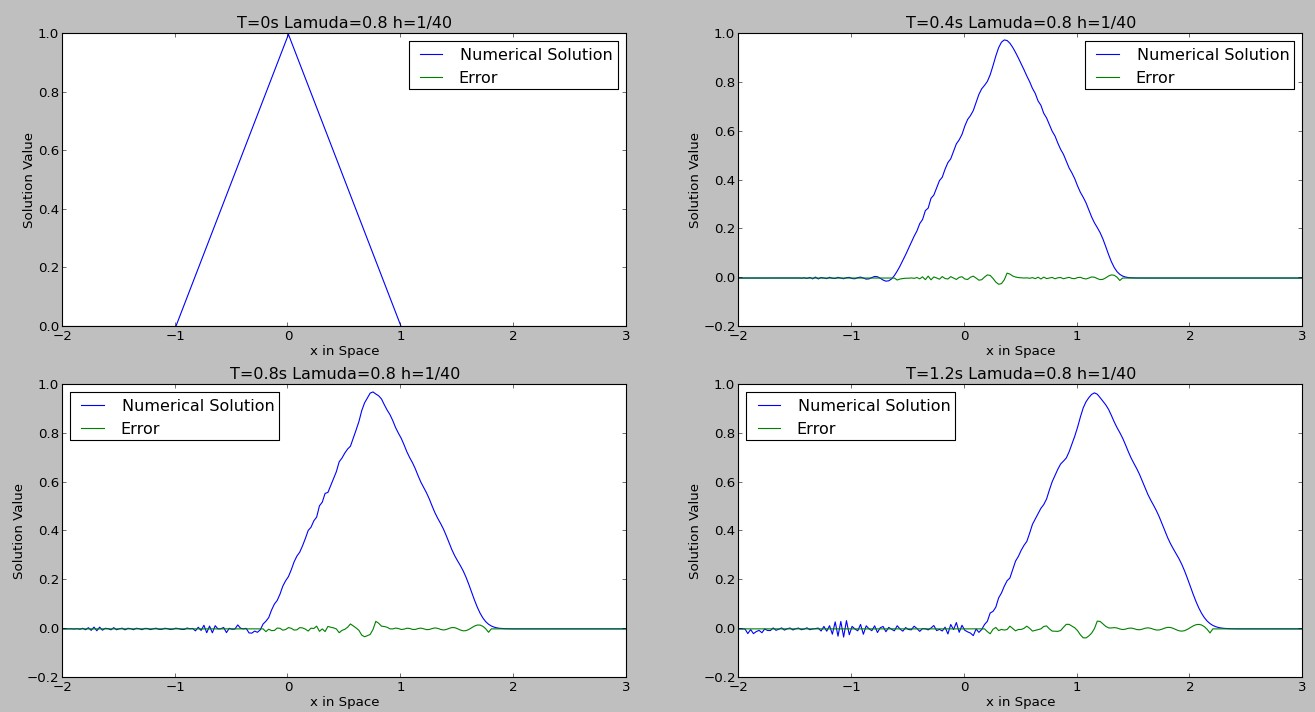 T=0s Lamuda=0.8 h=1/40
Solution Value
1.0
0.8
0.6
0.4
0.2
0.0
Numerical Solution
Error
−2
−1
0
1
2
3
x in Space
T=0.4s Lamuda=0.8 h=1/40
Solution Value
1.0
0.8
0.6
0.4
0.2
0.0
−0.2
Numerical Solution
Error
−2
−1
0
1
2
3
x in Space
T=0.8s Lamuda=0.8 h=1/40
Solution Value
1.0
0.8
0.6
0.4
0.2
0.0
−0.2
Numerical Solution
Error
−2
−1
0
1
2
3
x in Space
T=1.2s Lamuda=0.8 h=1/40
Solution Value
1.0
0.8
0.6
0.4
0.2
0.0
−0.2
Numerical Solution
Error
−2
−1
0
1
2
3
x in Space